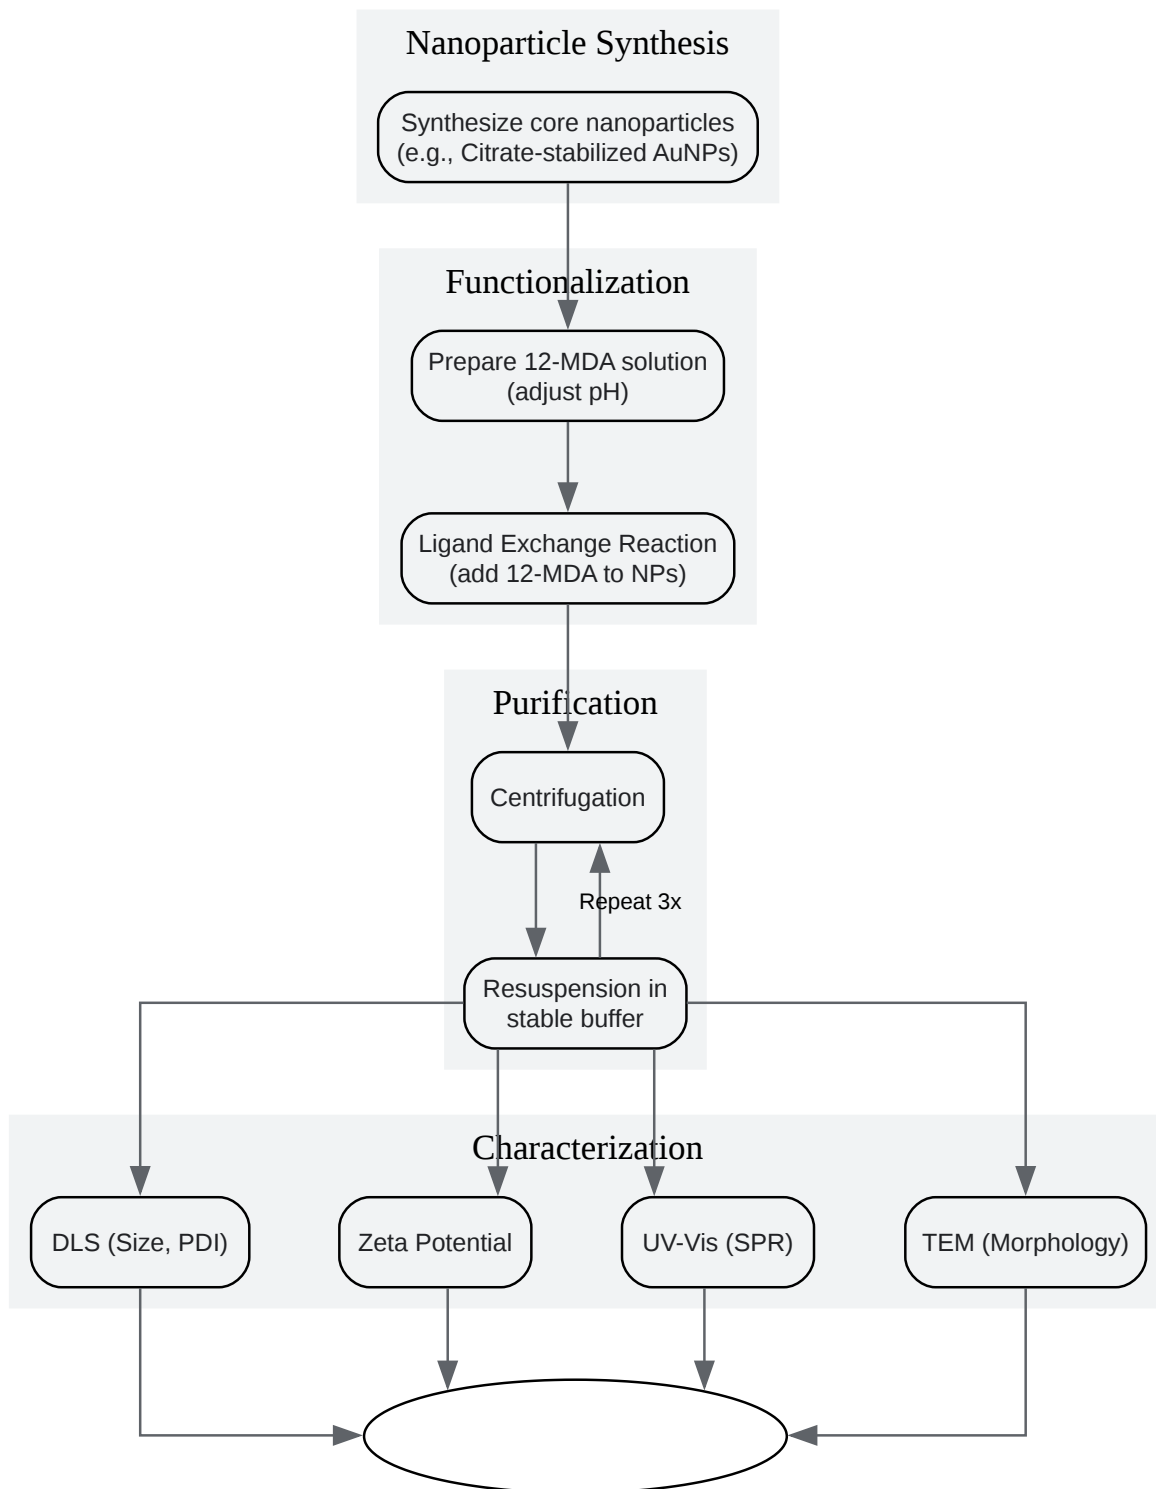 Nanoparticle Synthesis
Synthesize core nanoparticles
(e.g., Citrate-stabilized AuNPs)
Functionalization
Prepare 12-MDA solution
(adjust pH)
Ligand Exchange Reaction
(add 12-MDA to NPs)
Purification
Centrifugation
Repeat 3x
Resuspension in
stable buffer
Characterization
DLS (Size, PDI)
Zeta Potential
UV-Vis (SPR)
TEM (Morphology)